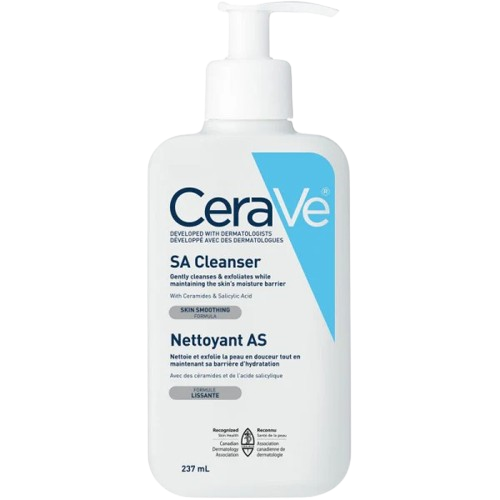 CeraVe®
DEVELOPED WITH DERMATOLOGISTS
DÉVELOPPÉ AVEC DES DERMATOLOGUES
SA Cleanser
Gently cleanses & exfoliates while
maintaining the skin's moisture barrier
With Ceramides & Salicylic Acid
SKIN SMOOTHING
FORMULA
Nettoyant AS
Nettoie et exfolie la peau en douceur tout en
maintenant sa barrière d'hydratation
Avec des céramides et de l'acide salicylique
FORMULE
LISSANTE
Recognized
Skin Health
Canadian
Dermatology
Association
Reconnu
Santé de la peau
Association
canadienne de
dermatologie
237 mL